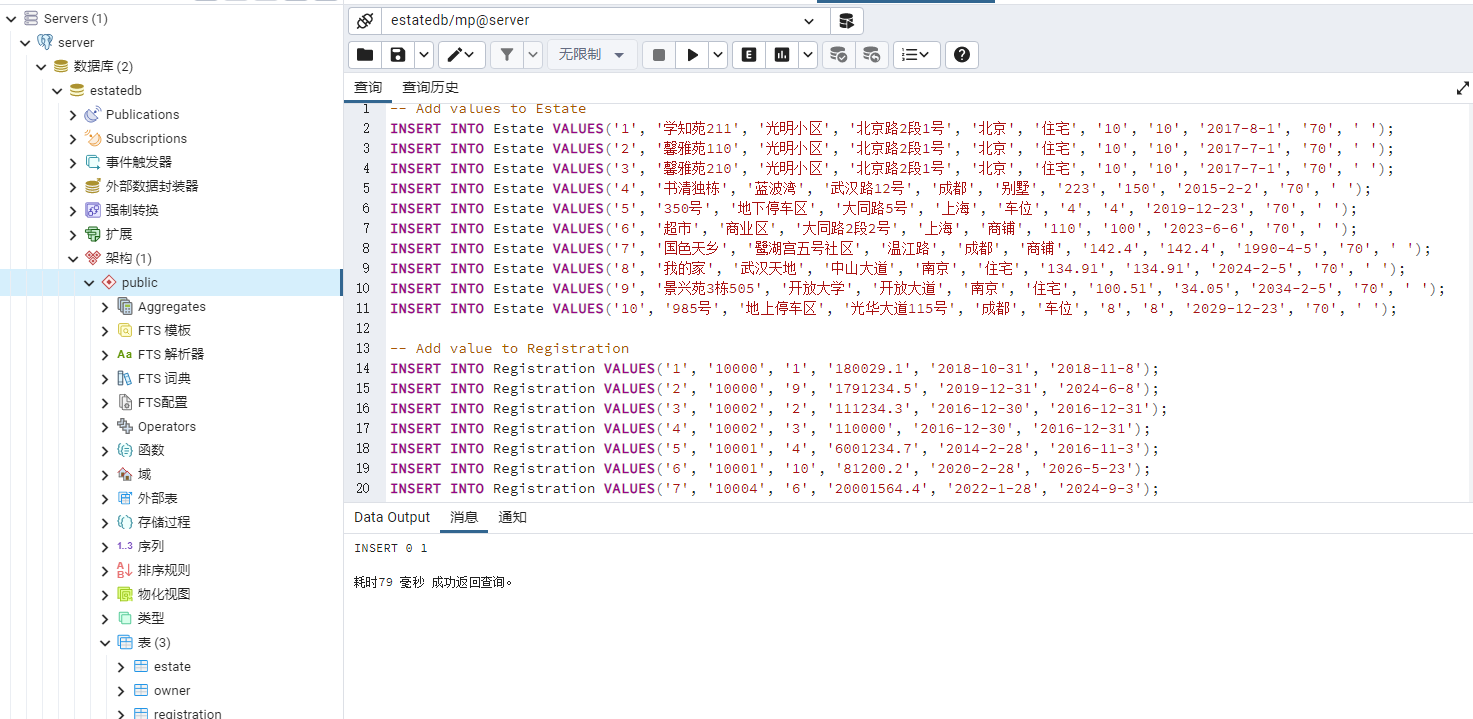 Servers (1)
server
数据库 (2)
estatedb
Publications
Subscriptions
事件触发器
外部数据封装器
强制转换
扩展
架构 (1)
public
Aggregates
FTS 模板
Aa FTS 解析器
FTS 词典
FTS配置
Operators
函数
域
外部表
存储过程
1..3 序列
排序规则
物化视图
类型
表 (3)
estate
owner
registration
estatedb/mp@server
无限制
E
查询 查询历史
1 -- Add values to Estate
2 INSERT INTO Estate VALUES('1', '学知苑211', '光明小区', '北京路2段1号', '北京', '住宅', '10', '10', '2017-8-1', '70', ' ');
3 INSERT INTO Estate VALUES('2', '馨雅苑110', '光明小区', '北京路2段1号', '北京', '住宅', '10', '10', '2017-7-1', '70', ' ');
4 INSERT INTO Estate VALUES('3', '馨雅苑210', '光明小区', '北京路2段1号', '北京', '住宅', '10', '10', '2017-7-1', '70', ' ');
5 INSERT INTO Estate VALUES('4', '书清独栋', '蓝波湾', '武汉路12号', '成都', '别墅', '223', '150', '2015-2-2', '70', ' ');
6 INSERT INTO Estate VALUES('5', '350号', '地下停车区', '大同路5号', '上海', '车位', '4', '4', '2019-12-23', '70', ' ');
7 INSERT INTO Estate VALUES('6', '超市', '商业区', '大同路2段2号', '上海', '商铺', '110', '100', '2023-6-6', '70', ' ');
8 INSERT INTO Estate VALUES('7', '国色天乡', '鹭湖宫五号社区', '温江路', '成都', '商铺', '142.4', '142.4', '1990-4-5', '70', ' ');
9 INSERT INTO Estate VALUES('8', '我的家', '武汉天地', '中山大道', '南京', '住宅', '134.91', '134.91', '2024-2-5', '70', ' ');
10 INSERT INTO Estate VALUES('9', '景兴苑3栋505', '开放大学', '开放大道', '南京', '住宅', '100.51', '34.05', '2034-2-5', '70', ' ');
11 INSERT INTO Estate VALUES('10', '985号', '地上停车区', '光华大道115号', '成都', '车位', '8', '8', '2029-12-23', '70', ' ');
12
13 -- Add value to Registration
14 INSERT INTO Registration VALUES('1', '10000', '1', '180029.1', '2018-10-31', '2018-11-8');
15 INSERT INTO Registration VALUES('2', '10000', '9', '1791234.5', '2019-12-31', '2024-6-8');
16 INSERT INTO Registration VALUES('3', '10002', '2', '111234.3', '2016-12-30', '2016-12-31');
17 INSERT INTO Registration VALUES('4', '10002', '3', '110000', '2016-12-30', '2016-12-31');
18 INSERT INTO Registration VALUES('5', '10001', '4', '6001234.7', '2014-2-28', '2016-11-3');
19 INSERT INTO Registration VALUES('6', '10001', '10', '81200.2', '2020-2-28', '2026-5-23');
20 INSERT INTO Registration VALUES('7', '10004', '6', '20001564.4', '2022-1-28', '2024-9-3');
Data Output 消息 通知
INSERT 0 1
耗时79 毫秒 成功返回查询。